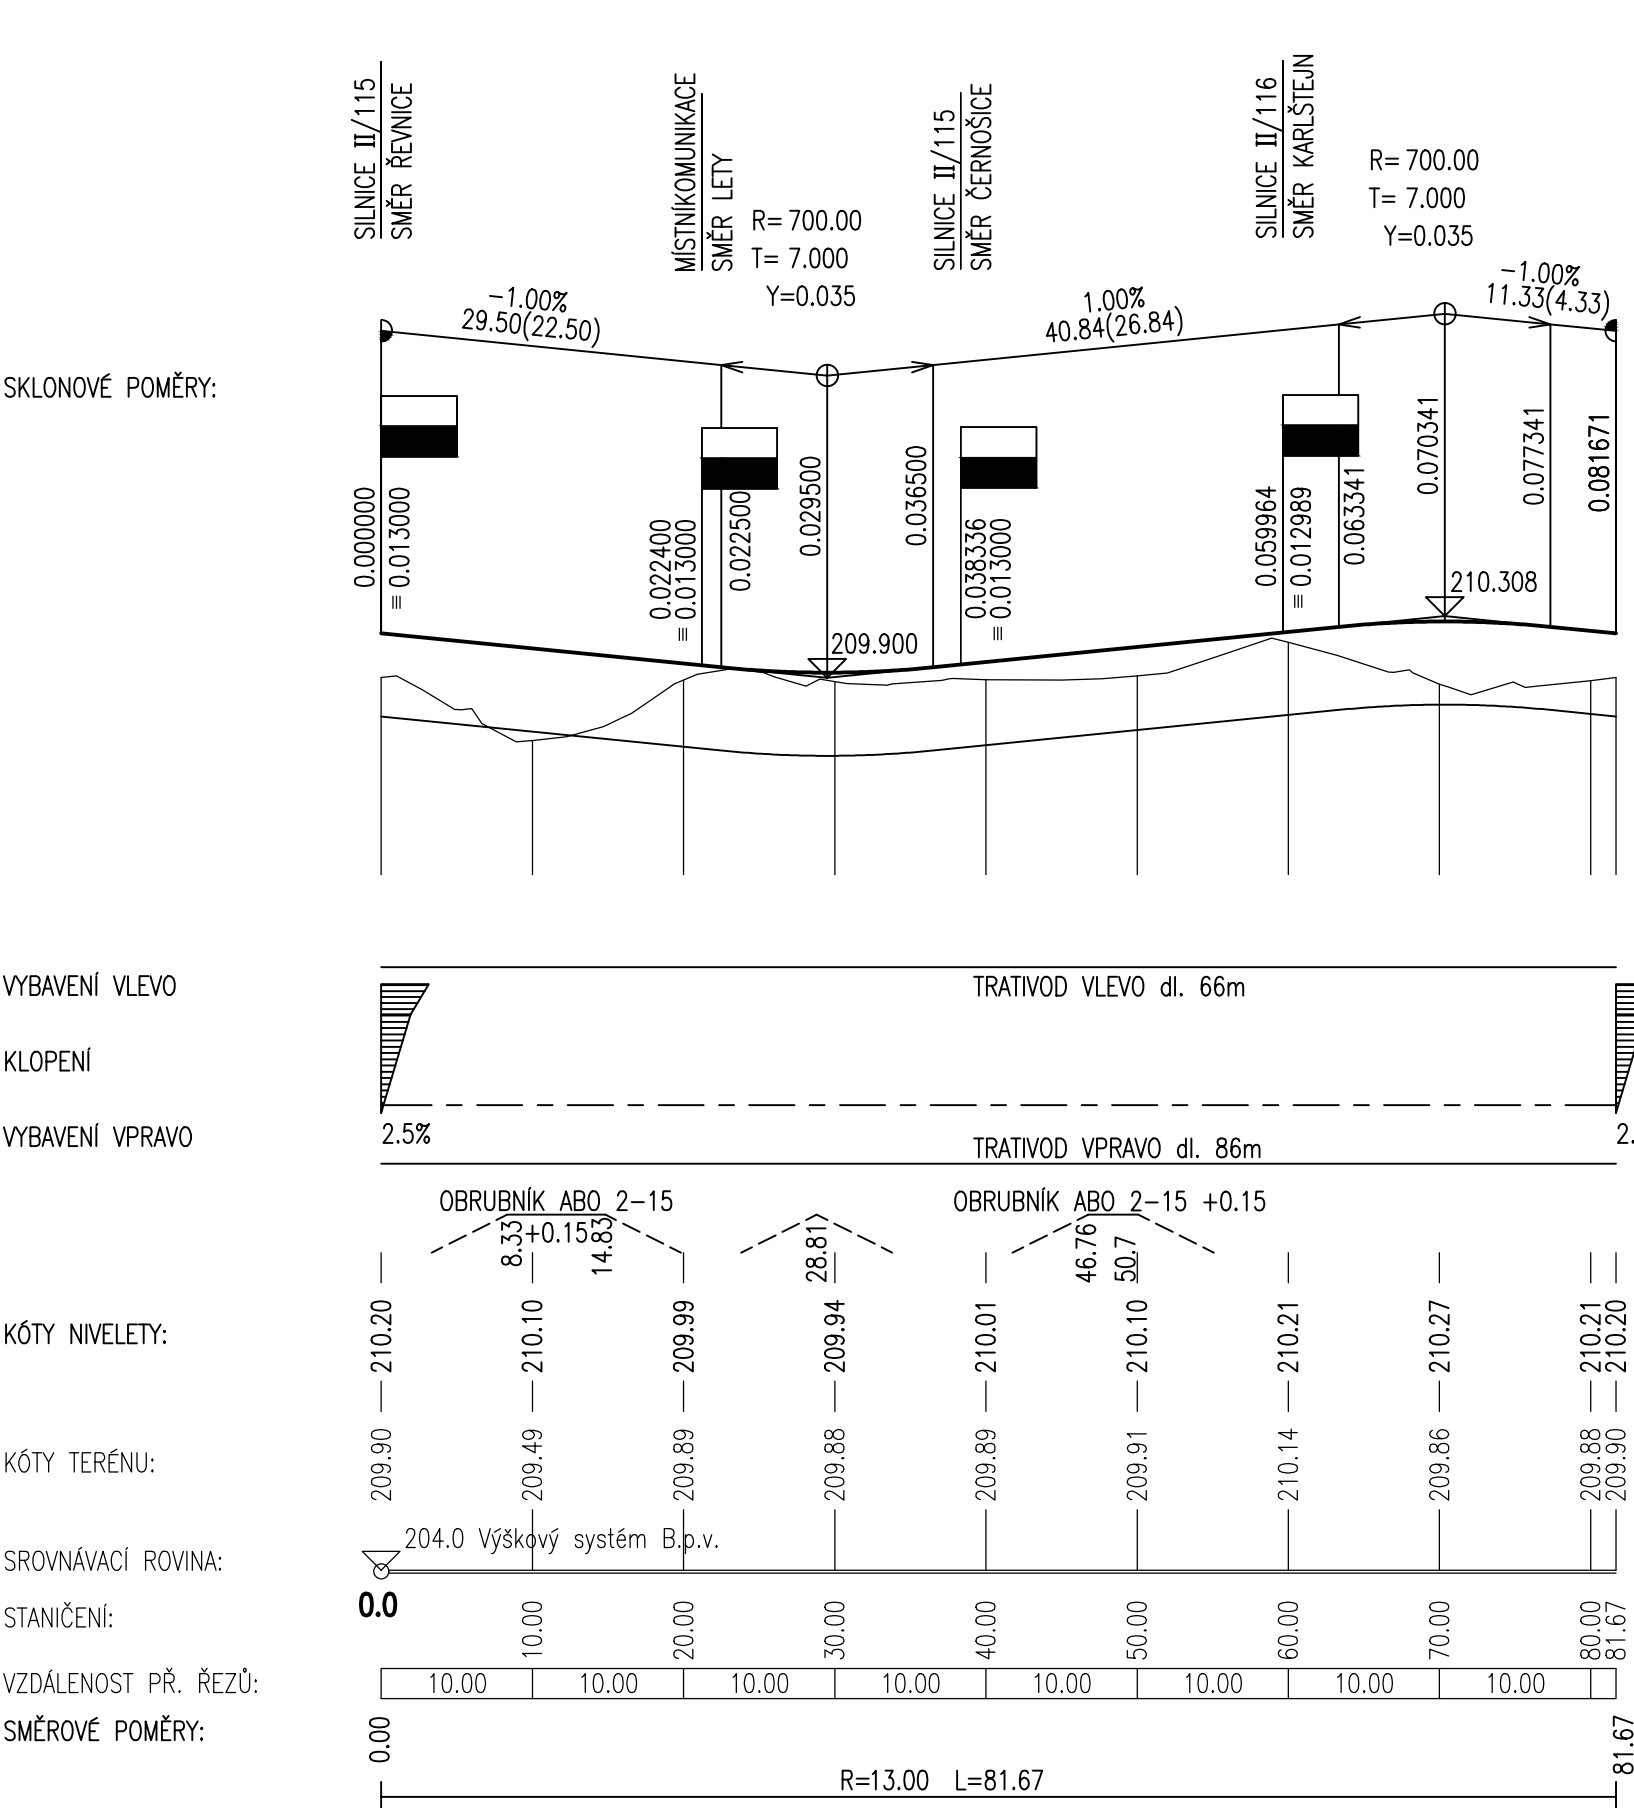 SILNICE II/115
SMĚR ŘEVNICE
MÍSTNÍKOMUNIKACE
SMĚR LETY
R= 700.00
T= 7.000
Y=0.035
SILNICE II/115
SMĚR ČERNOŠICE
SILNICE II/116
SMĚR KARLŠTEJN
R= 700.00
T= 7.000
Y=0.035
-1.00%
29.50(22.50)
1.00%
40.84(26.84)
-1.00%
11.33(4.33)
SKLONOVÉ POMĚRY:
0.000000
≡ 0.013000
0.022400
≡ 0.013000
0.022500
0.029500
0.036500
0.038336
≡ 0.013000
0.059964
≡ 0.012989
0.063341
0.070341
0.077341
0.081671
209.900
210.308
VYBAVENÍ VLEVO
TRATIVOD VLEVO dl. 66m
KLOPENÍ
VYBAVENÍ VPRAVO
2.5%
2.
TRATIVOD VPRAVO dl. 86m
OBRUBNÍK ABO 2-15
OBRUBNÍK ABO 2-15 +0.15
8.33
+0.15
14.83
28.81
46.76
50.7
KÓTY NIVELETY:
210.20
210.10
209.99
209.94
210.01
210.10
210.21
210.27
210.21
210.20
KÓTY TERÉNU:
209.90
209.49
209.89
209.88
209.89
209.91
210.14
209.86
209.88
209.90
204.0 Výškový systém B.p.v.
SROVNÁVACÍ ROVINA:
0.0
STANIČENÍ:
10.00
20.00
30.00
40.00
50.00
60.00
70.00
80.00
81.67
VZDÁLENOST PŘ. ŘEZŮ:
10.00
10.00
10.00
10.00
10.00
10.00
10.00
10.00
SMĚROVÉ POMĚRY:
0.00
81.67
R=13.00 L=81.67